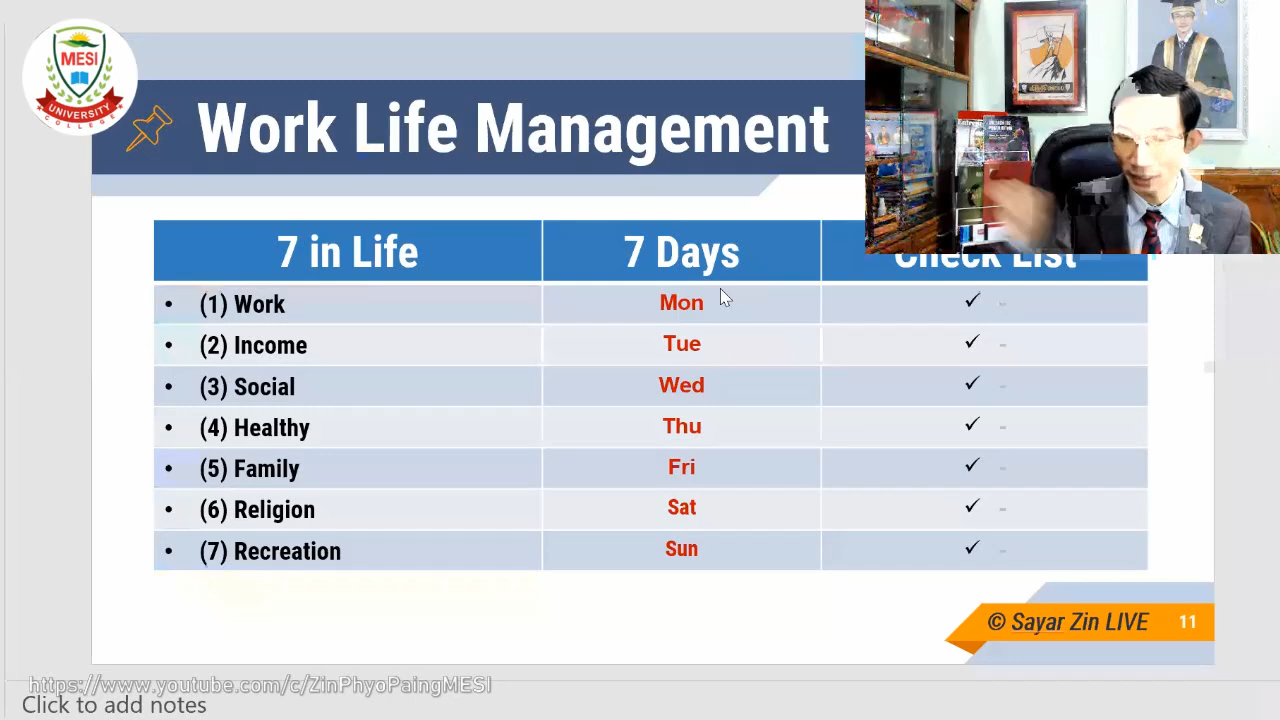 MESI
UNIVERSITY
COLLEGE
Work Life Management
7 in Life 7 Days Check List
• (1) Work Mon ✓ -
• (2) Income Tue ✓ -
• (3) Social Wed ✓ -
• (4) Healthy Thu ✓ -
• (5) Family Fri ✓ -
• (6) Religion Sat ✓ -
• (7) Recreation Sun ✓ -
© Sayar Zin LIVE 11
https://www.youtube.com/c/ZinPhyoPaingMESI
Click to add notes